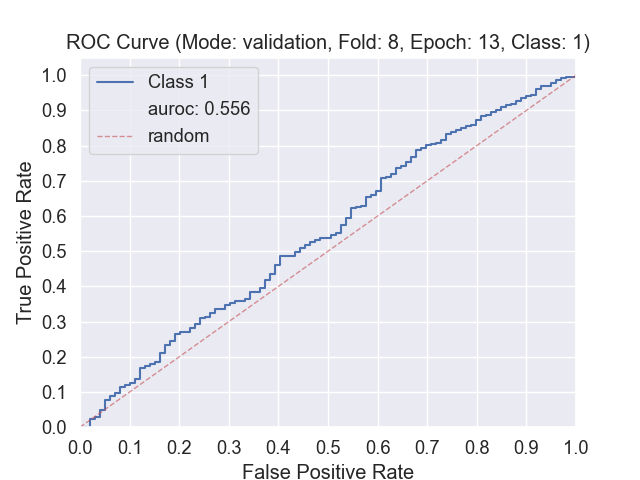 ROC Curve (Mode: validation, Fold: 8, Epoch: 13, Class: 1)
Class 1
auroc: 0.556
random
True Positive Rate
1.0
0.9
0.8
0.7
0.6
0.5
0.4
0.3
0.2
0.1
0.0
0.0 0.1 0.2 0.3 0.4 0.5 0.6 0.7 0.8 0.9 1.0
False Positive Rate